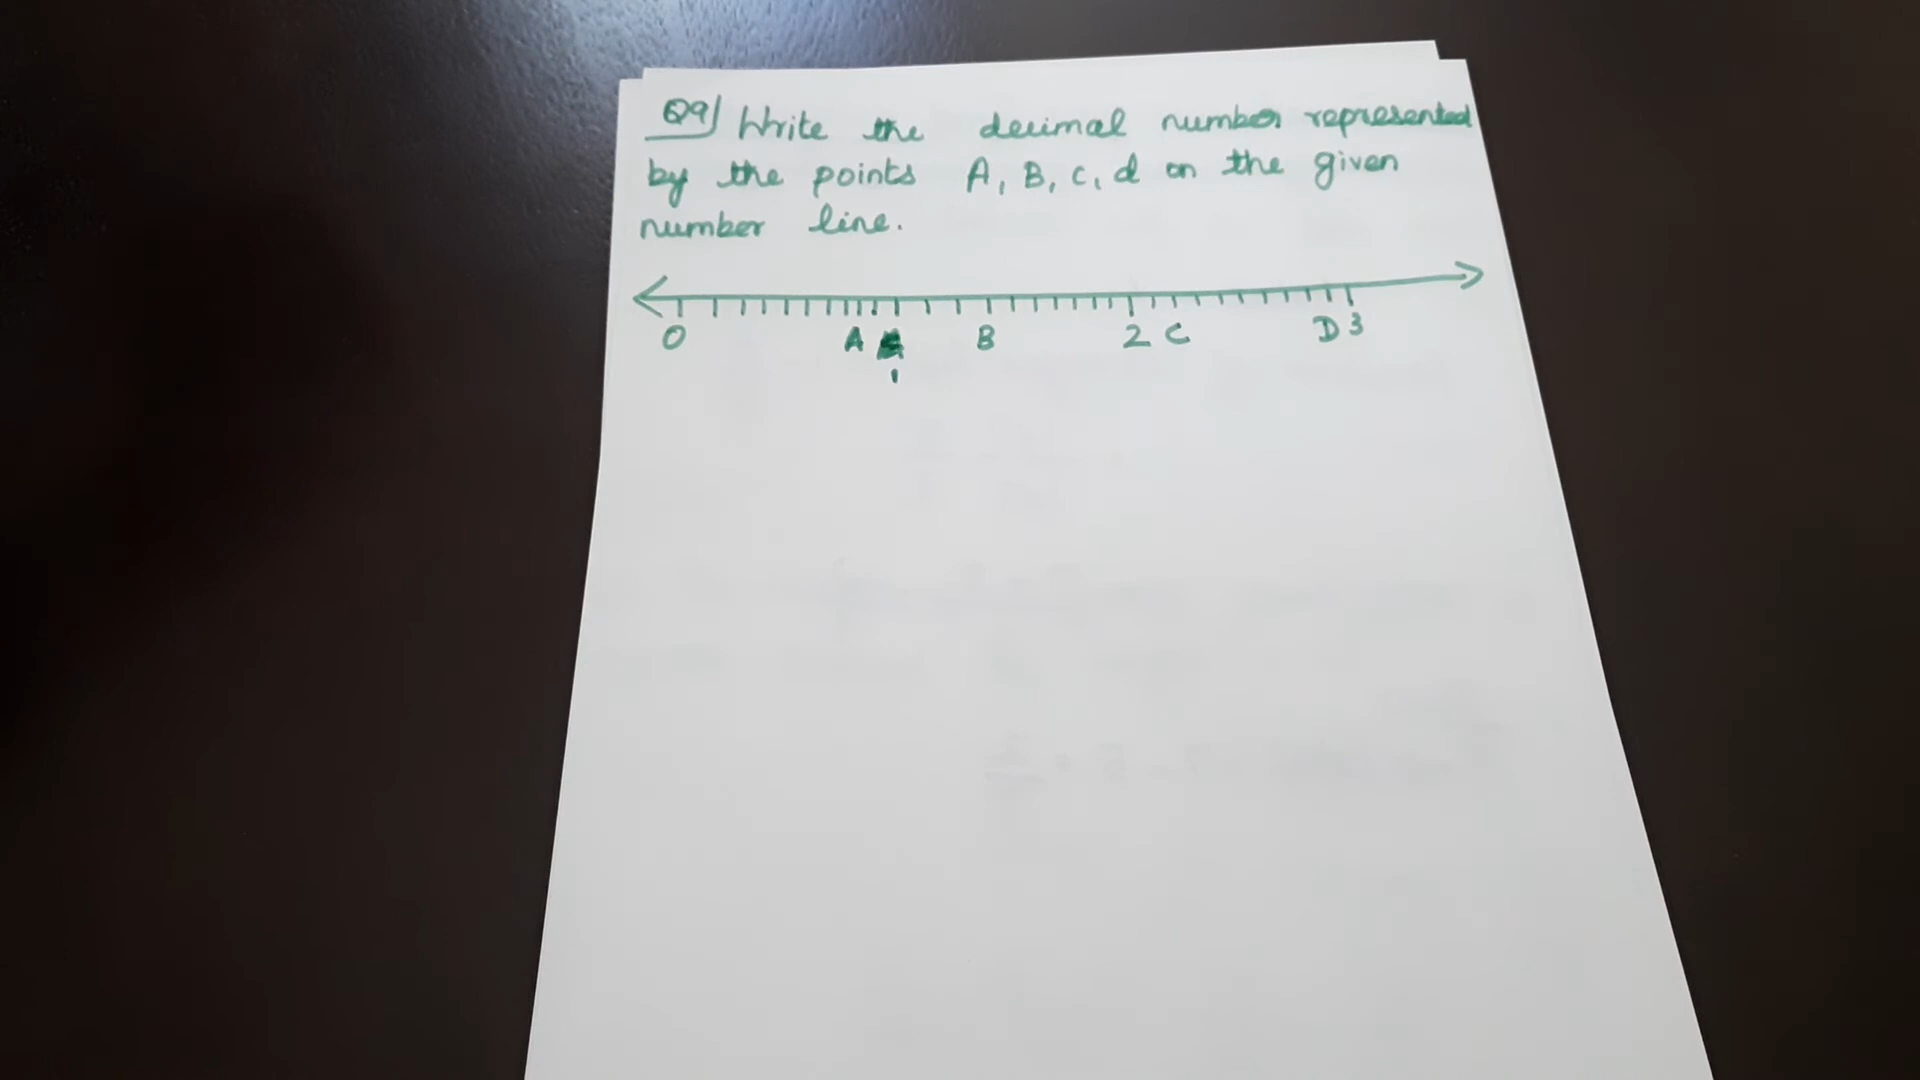 Q9) Write the decimal number represented
by the points A, B, C, d on the given
number line.
0 A B 2 C D 3
1